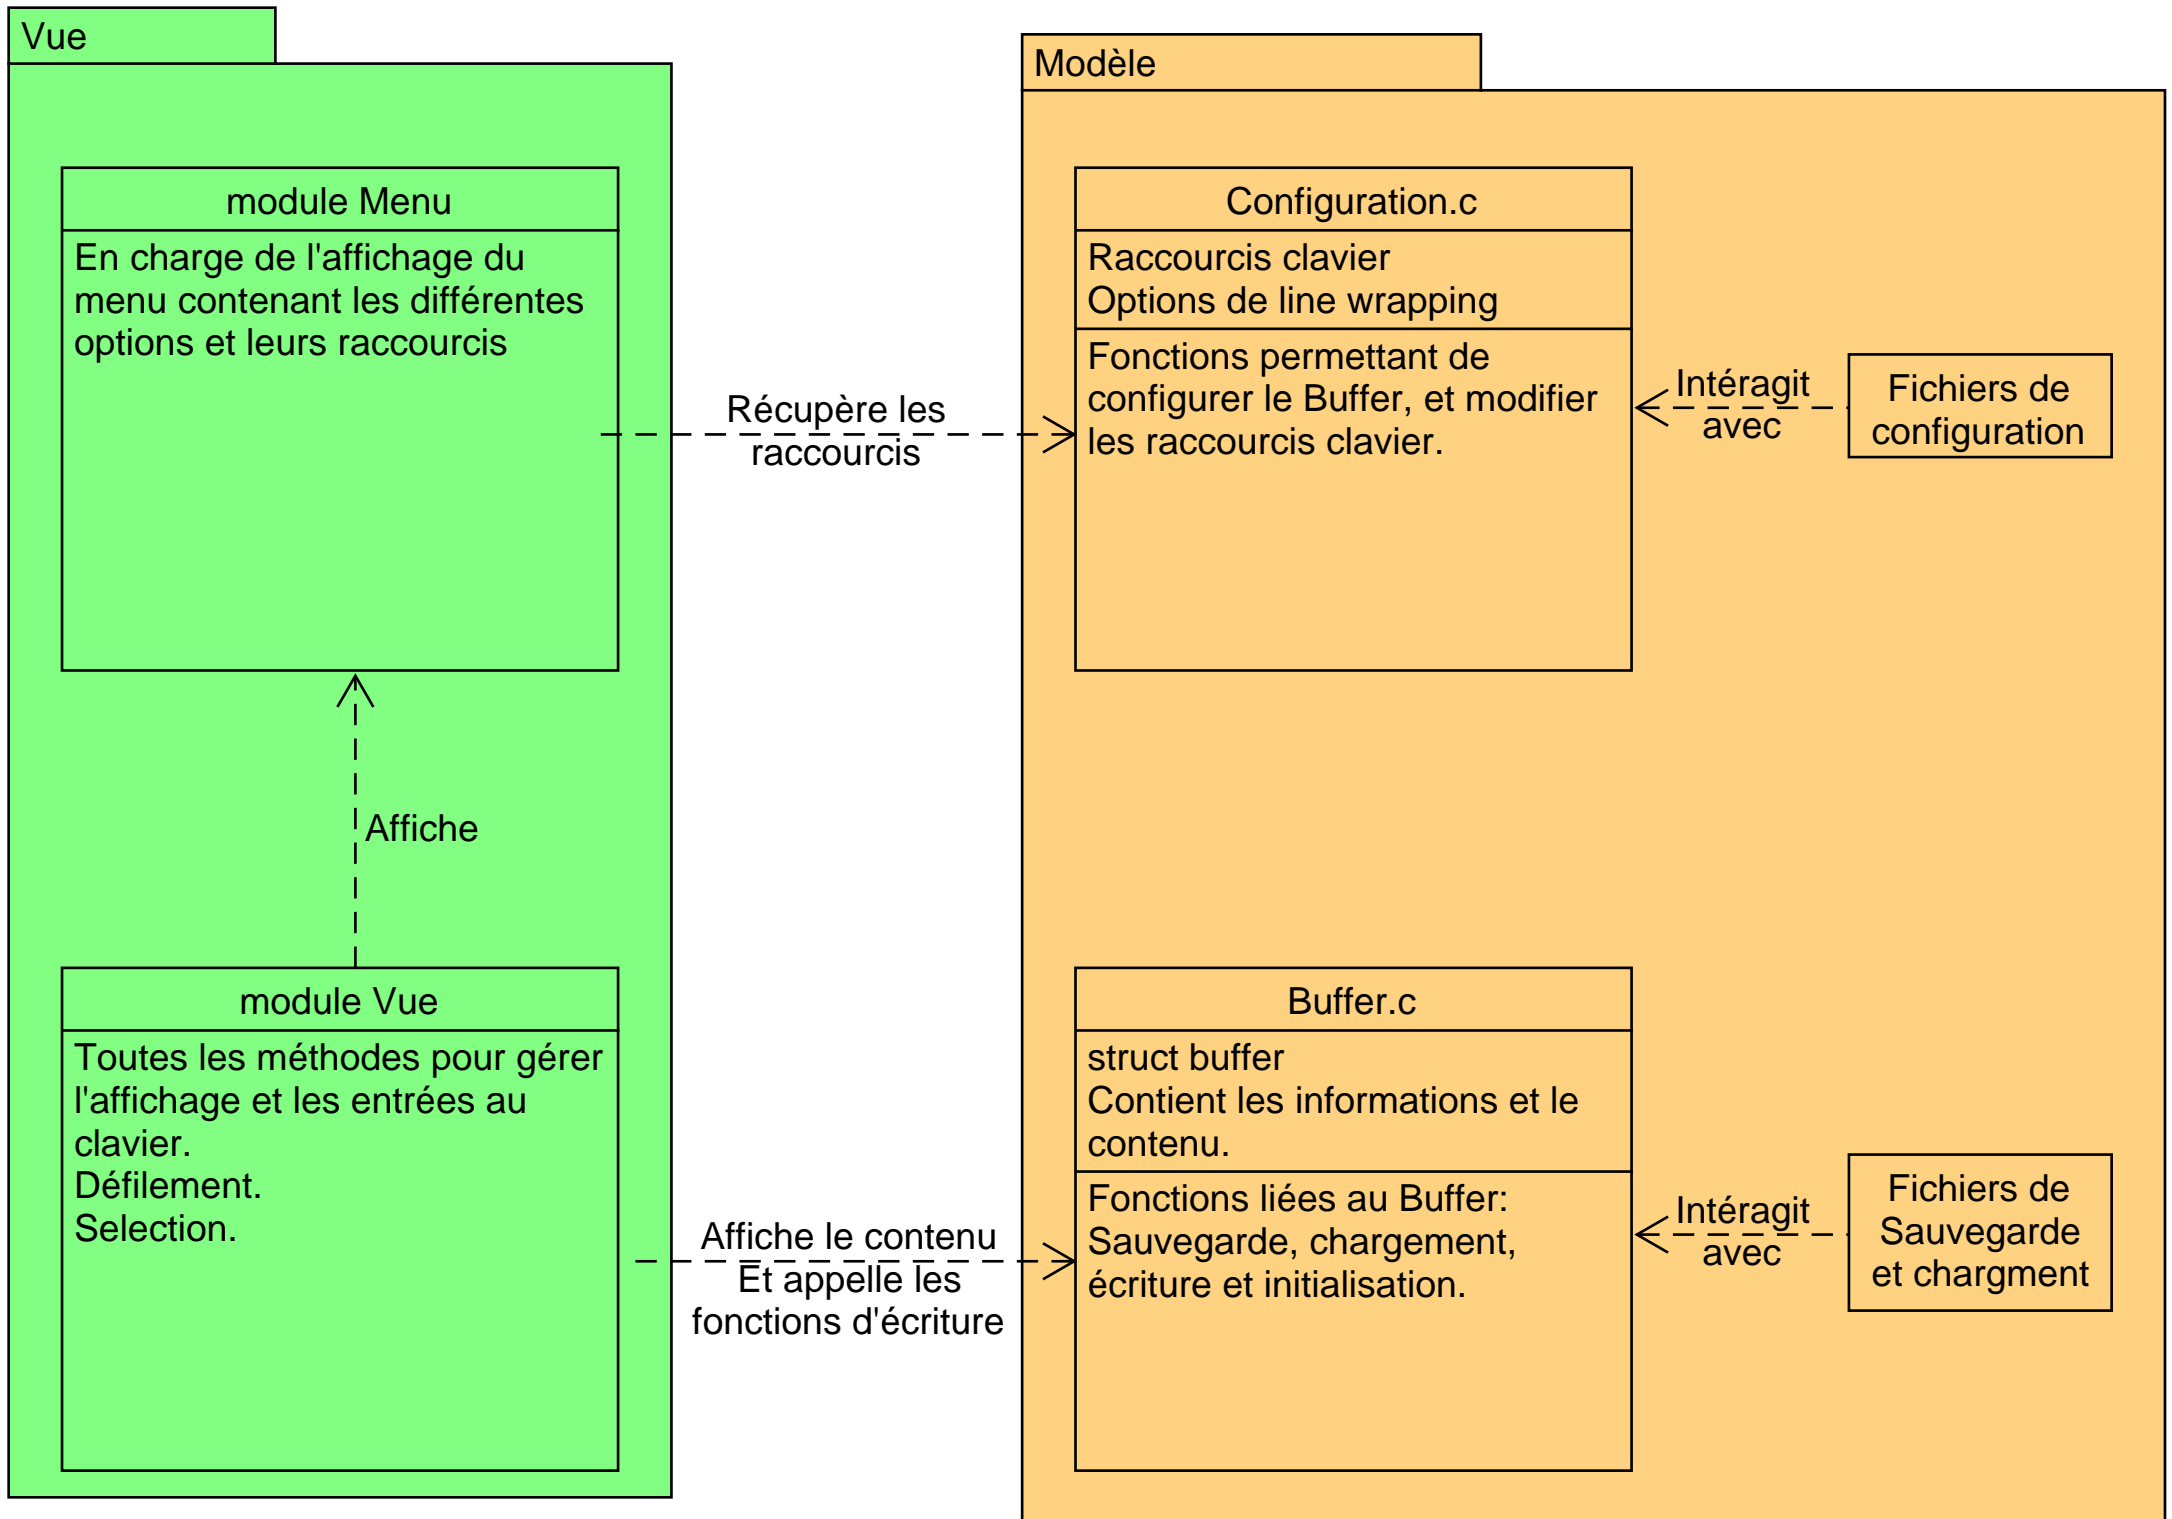 Vue
module Menu
En charge de l'affichage du
menu contenant les différentes
options et leurs raccourcis
Affiche
module Vue
Toutes les méthodes pour gérer
l'affichage et les entrées au
clavier.
Défilement.
Selection.
Récupère les
raccourcis
Affiche le contenu
Et appelle les
fonctions d'écriture
Modèle
Configuration.c
Raccourcis clavier
Options de line wrapping
Fonctions permettant de
configurer le Buffer, et modifier
les raccourcis clavier.
Intéragit
avec
Fichiers de
configuration
Buffer.c
struct buffer
Contient les informations et le
contenu.
Fonctions liées au Buffer:
Sauvegarde, chargement,
écriture et initialisation.
Intéragit
avec
Fichiers de
Sauvegarde
et chargment